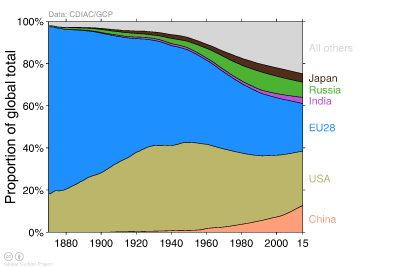 Data: CDIAC/GCP
Proportion of global total
100%
80%
60%
40%
20%
0%
All others
Japan
Russia
India
EU28
USA
China
1880 1900 1920 1940 1960 1980 2000 15
Global Carbon Project